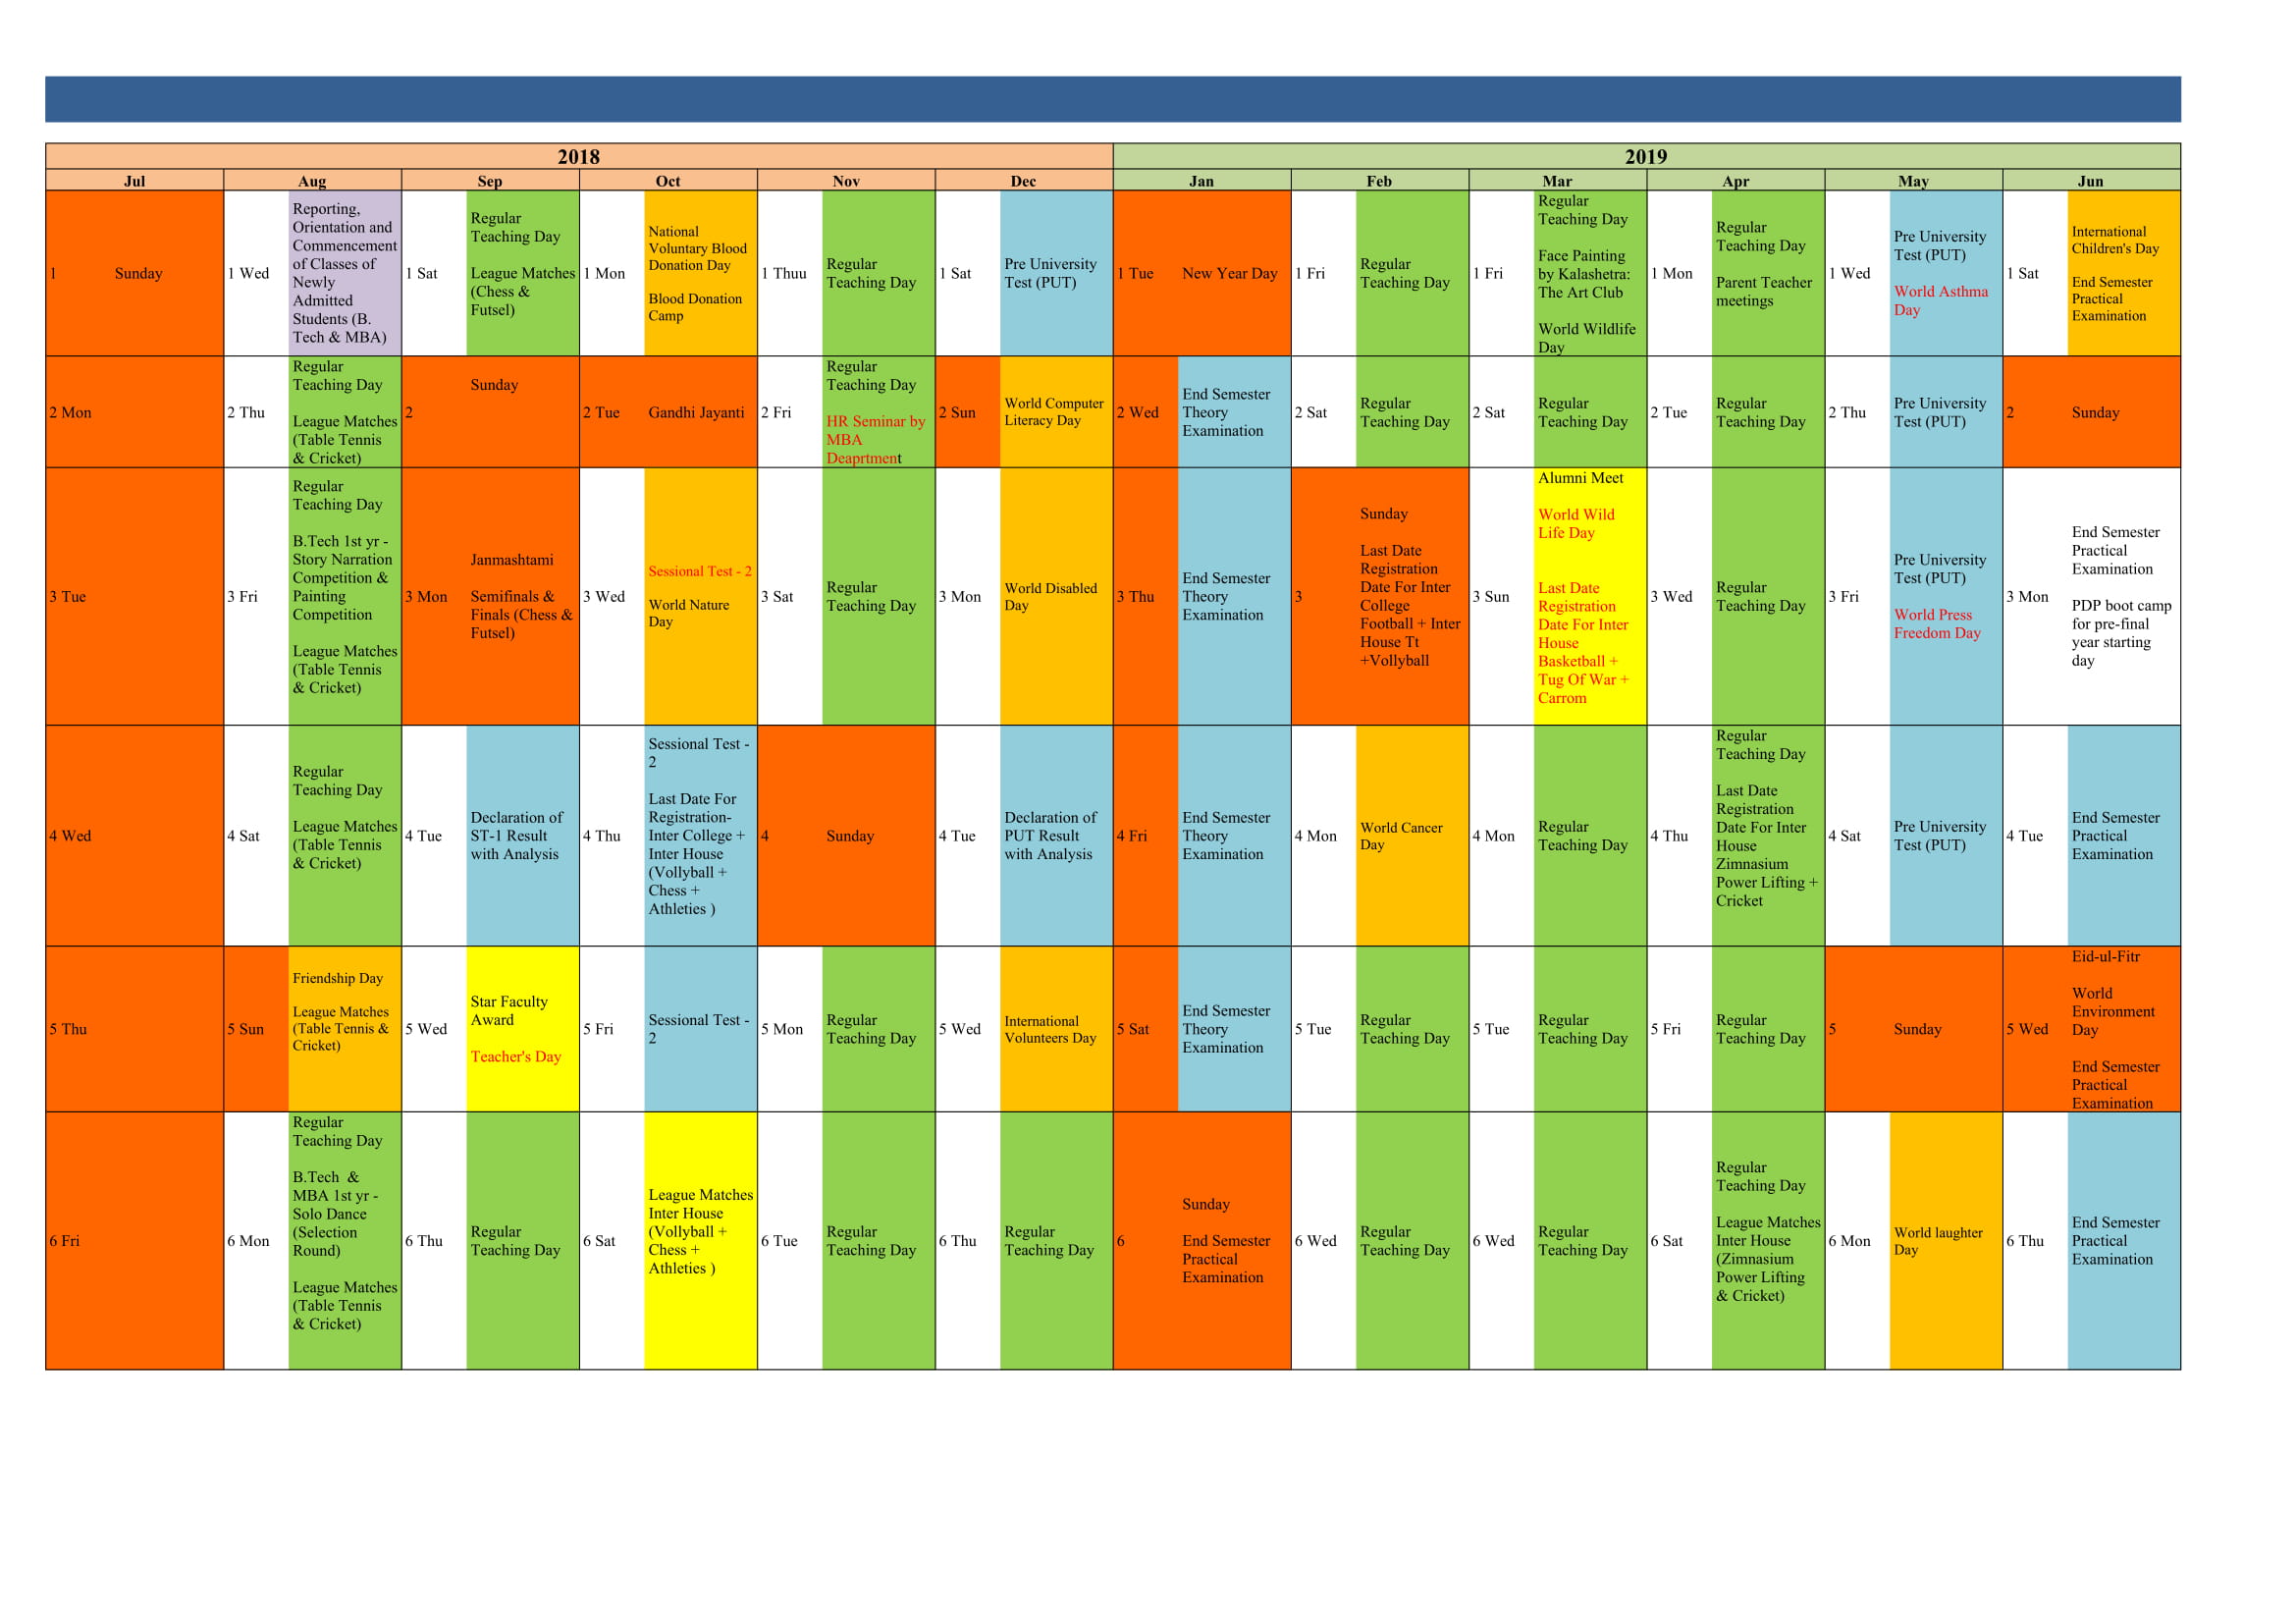 2018
2019
Jul
Aug
Sep
Oct
Nov
Dec
Jan
Feb
Mar
Apr
May
Jun
1
Sunday
1 Wed
Reporting,
Orientation and
Commencement
of Classes of
Newly
Admitted
Students (B.
Tech & MBA)
1 Sat
Regular
Teaching Day
League Matches
(Chess &
Futsel)
1 Mon
National
Voluntary Blood
Donation Day
Blood Donation
Camp
1 Thuu
Regular
Teaching Day
1 Sat
Pre University
Test (PUT)
1 Tue
New Year Day
1 Fri
Regular
Teaching Day
1 Fri
Regular
Teaching Day
Face Painting
by Kalashetra:
The Art Club
World Wildlife
Day
1 Mon
Regular
Teaching Day
Parent Teacher
meetings
1 Wed
Pre University
Test (PUT)
World Asthma
Day
1 Sat
International
Children's Day
End Semester
Practical
Examination
2 Mon
2 Thu
Regular
Teaching Day
League Matches
(Table Tennis
& Cricket)
2
Sunday
2 Tue
Gandhi Jayanti
2 Fri
Regular
Teaching Day
HR Seminar by
MBA
Deaprtment
2 Sun
World Computer
Literacy Day
2 Wed
End Semester
Theory
Examination
2 Sat
Regular
Teaching Day
2 Sat
Regular
Teaching Day
2 Tue
Regular
Teaching Day
2 Thu
Pre University
Test (PUT)
2
Sunday
3 Tue
3 Fri
Regular
Teaching Day
B.Tech 1st yr -
Story Narration
Competition &
Painting
Competition
League Matches
(Table Tennis
& Cricket)
3 Mon
Janmashtami
Semifinals &
Finals (Chess &
Futsel)
3 Wed
Sessional Test - 2
World Nature
Day
3 Sat
Regular
Teaching Day
3 Mon
World Disabled
Day
3 Thu
End Semester
Theory
Examination
3
Sunday
Last Date
Registration
Date For Inter
College
Football + Inter
House Tt
+Vollyball
3 Sun
Alumni Meet
World Wild
Life Day
Last Date
Registration
Date For Inter
House
Basketball +
Tug Of War +
Carrom
3 Wed
Regular
Teaching Day
3 Fri
Pre University
Test (PUT)
World Press
Freedom Day
3 Mon
End Semester
Practical
Examination
PDP boot camp
for pre-final
year starting
day
4 Wed
4 Sat
Regular
Teaching Day
League Matches
(Table Tennis
& Cricket)
4 Tue
Declaration of
ST-1 Result
with Analysis
4 Thu
Sessional Test -
2
Last Date For
Registration-
Inter College +
Inter House
(Vollyball +
Chess +
Athleties )
4
Sunday
4 Tue
Declaration of
PUT Result
with Analysis
4 Fri
End Semester
Theory
Examination
4 Mon
World Cancer
Day
4 Mon
Regular
Teaching Day
4 Thu
Regular
Teaching Day
Last Date
Registration
Date For Inter
House
Zimnasium
Power Lifting +
Cricket
4 Sat
Pre University
Test (PUT)
4 Tue
End Semester
Practical
Examination
5 Thu
5 Sun
Friendship Day
League Matches
(Table Tennis &
Cricket)
5 Wed
Star Faculty
Award
Teacher's Day
5 Fri
Sessional Test -
2
5 Mon
Regular
Teaching Day
5 Wed
International
Volunteers Day
5 Sat
End Semester
Theory
Examination
5 Tue
Regular
Teaching Day
5 Tue
Regular
Teaching Day
5 Fri
Regular
Teaching Day
5
Sunday
5 Wed
Eid-ul-Fitr
World
Environment
Day
End Semester
Practical
Examination
6 Fri
6 Mon
Regular
Teaching Day
B.Tech &
MBA 1st yr -
Solo Dance
(Selection
Round)
League Matches
(Table Tennis
& Cricket)
6 Thu
Regular
Teaching Day
6 Sat
League Matches
Inter House
(Vollyball +
Chess +
Athleties )
6 Tue
Regular
Teaching Day
6 Thu
Regular
Teaching Day
6
Sunday
End Semester
Practical
Examination
6 Wed
Regular
Teaching Day
6 Wed
Regular
Teaching Day
6 Sat
Regular
Teaching Day
League Matches
Inter House
(Zimnasium
Power Lifting
& Cricket)
6 Mon
World laughter
Day
6 Thu
End Semester
Practical
Examination